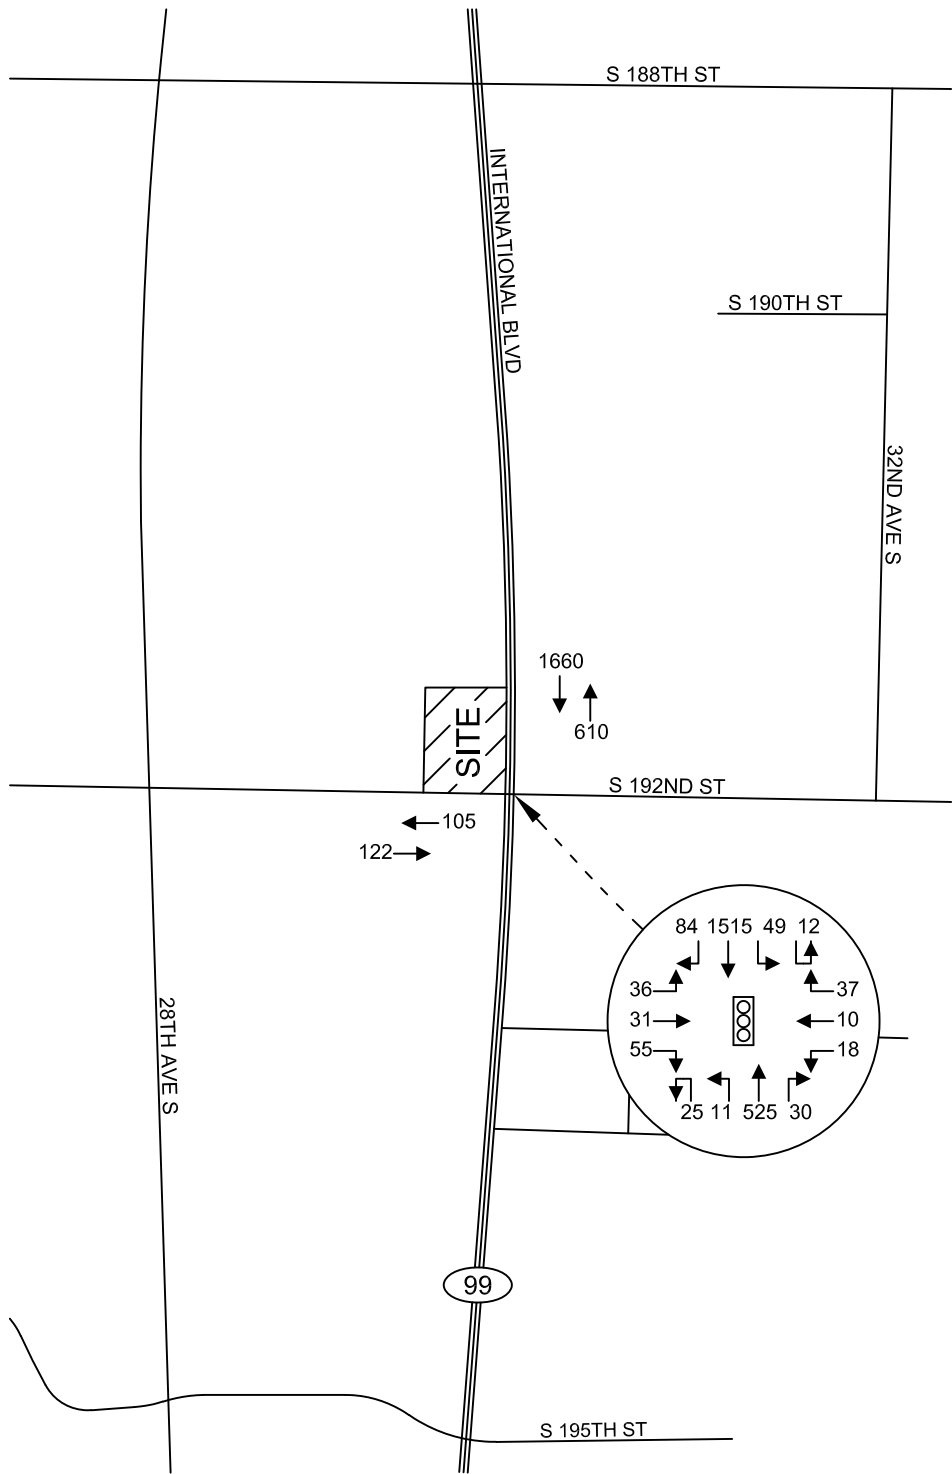 S 188TH ST
INTERNATIONAL BLVD
S 190TH ST
32ND AVE S
1660
610
SITE
S 192ND ST
105
122
84 1515 49 12
36 37
31 10
55 18
25 11 525 30
28TH AVE S
99
S 195TH ST